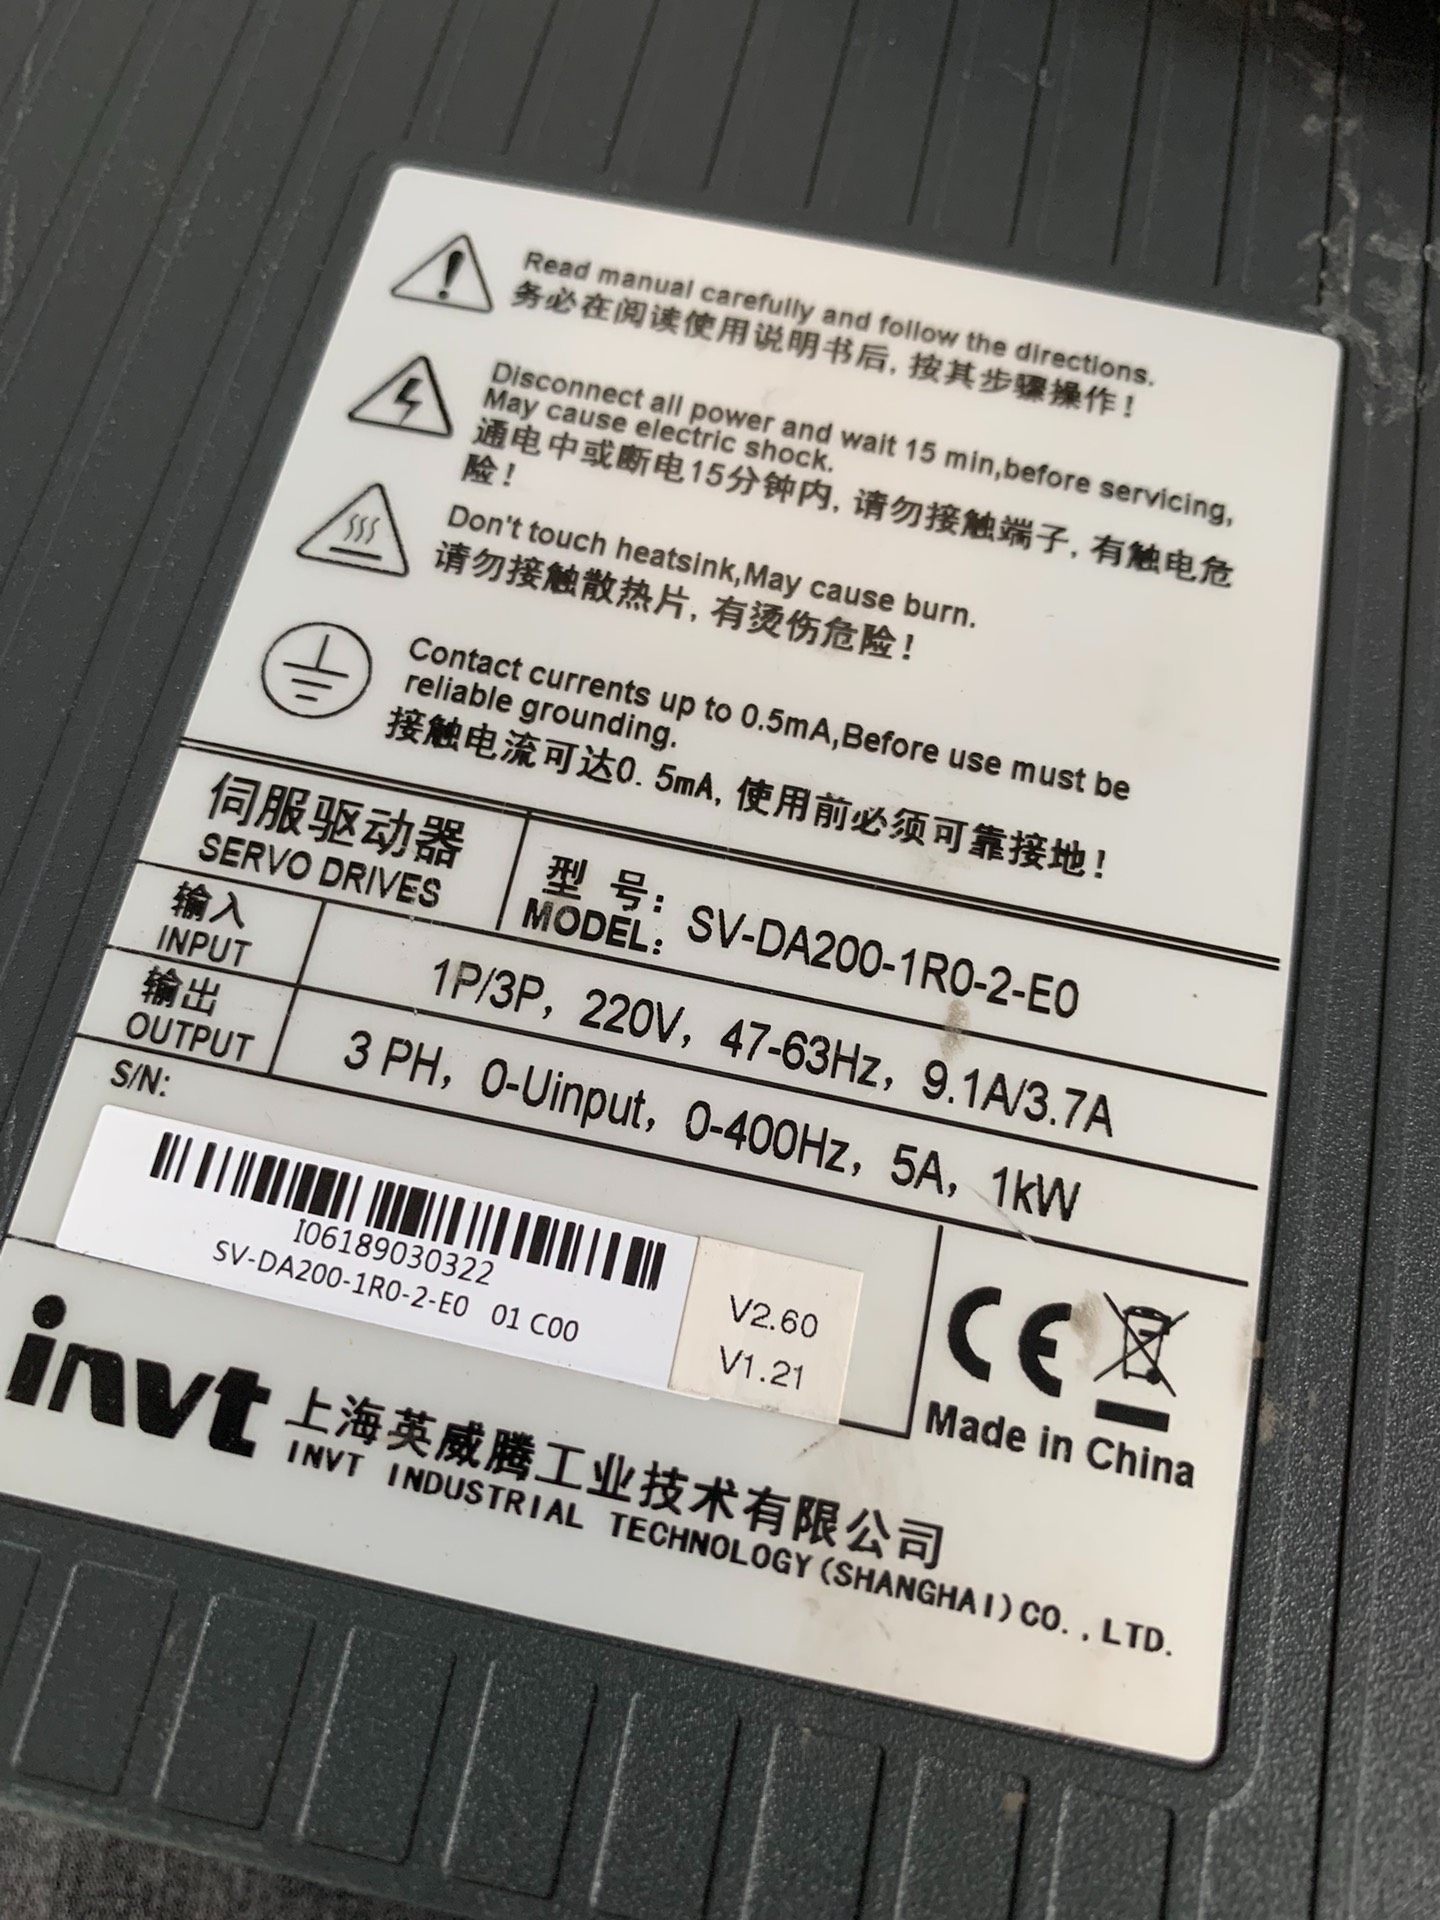 Read manual carefully and follow the directions.
务必在阅读使用说明书后, 按其步骤操作!
Disconnect all power and wait 15 min,before servicing,
May cause electric shock.
通电中或断电15分钟内, 请勿接触端子, 有触电危
险!
Don't touch heatsink,May cause burn.
请勿接触散热片, 有烫伤危险!
Contact currents up to 0.5mA,Before use must be
reliable grounding.
接触电流可达0.5mA, 使用前必须可靠接地!
伺服驱动器
SERVO DRIVES
型 号:
MODEL: SV-DA200-1R0-2-E0
输入
INPUT
1P/3P, 220V, 47-63Hz, 9.1A/3.7A
输出
OUTPUT
3 PH, 0-Uinput, 0-400Hz, 5A, 1kW
S/N:
I06189030322
SV-DA200-1R0-2-E0 01 C00
V2.60
V1.21
CE
Made in China
invt
上海英威腾工业技术有限公司
INVT INDUSTRIAL TECHNOLOGY (SHANGHAI) CO., LTD.